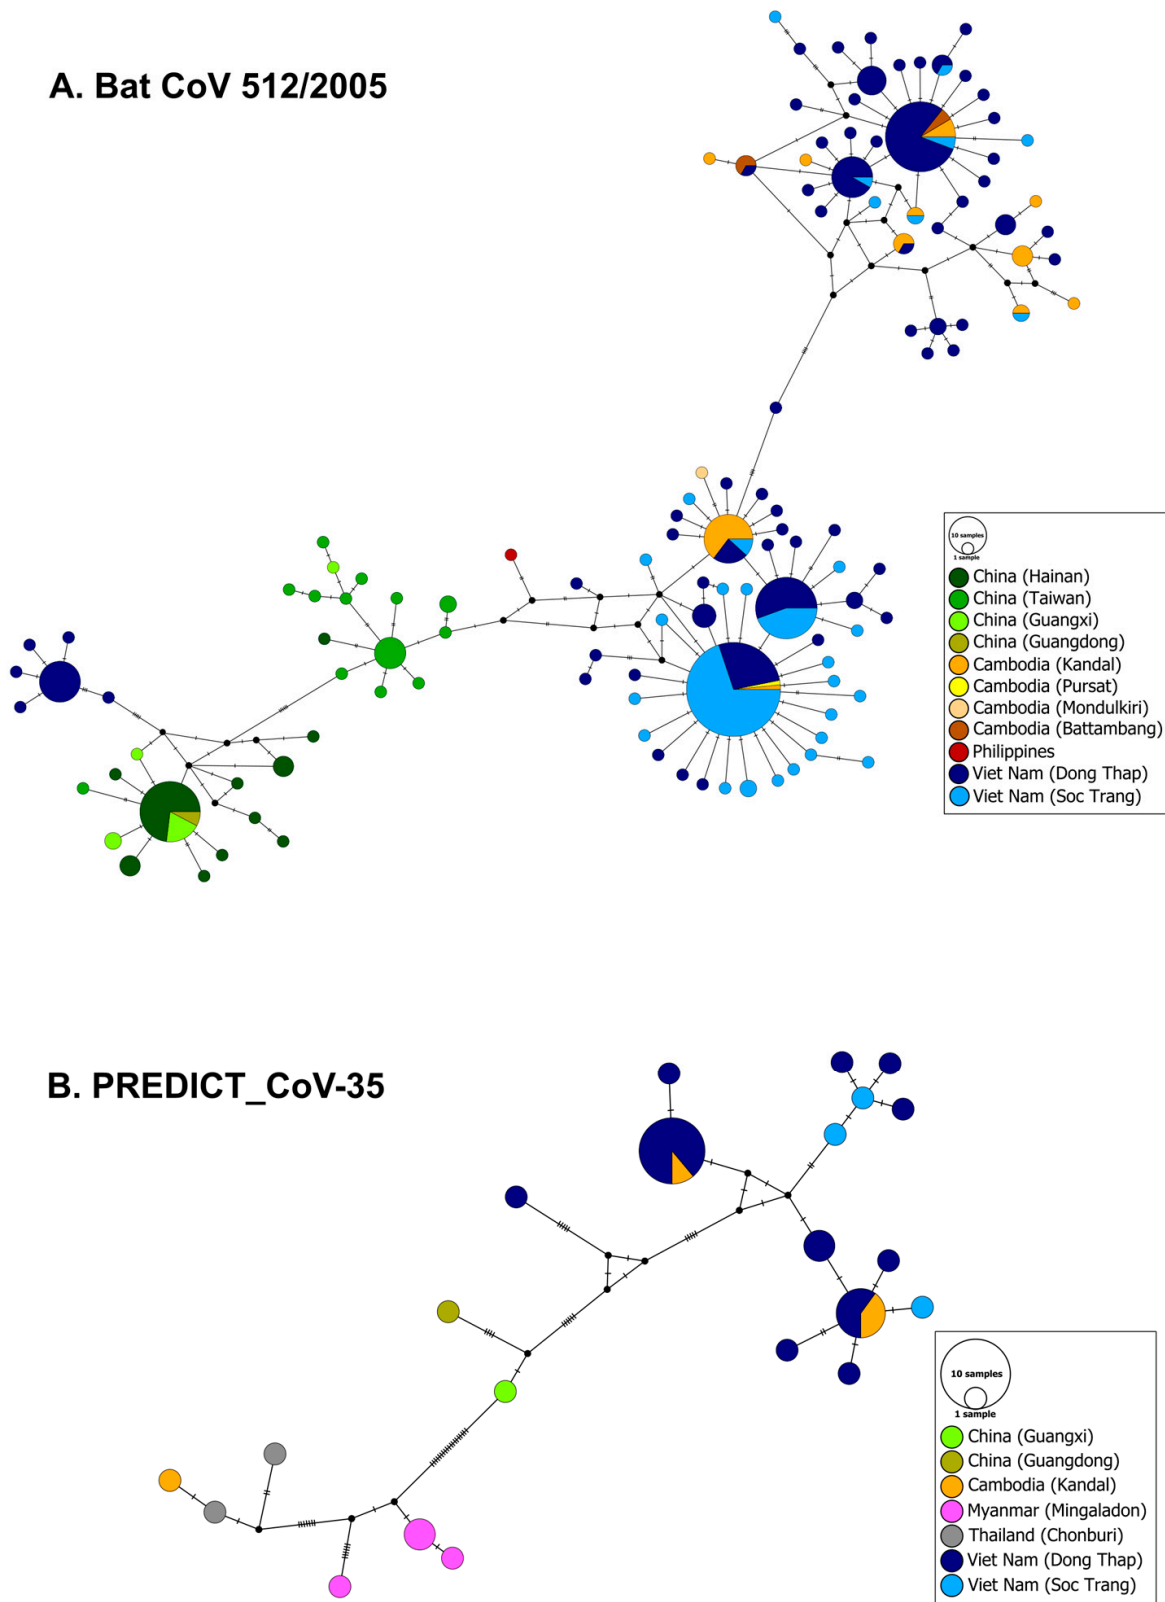 A. Bat CoV 512/2005
10 samples
1 sample
China (Hainan)
China (Taiwan)
China (Guangxi)
China (Guangdong)
Cambodia (Kandal)
Cambodia (Pursat)
Cambodia (Mondulkiri)
Cambodia (Battambang)
Philippines
Viet Nam (Dong Thap)
Viet Nam (Soc Trang)
B. PREDICT_CoV-35
10 samples
1 sample
China (Guangxi)
China (Guangdong)
Cambodia (Kandal)
Myanmar (Mingaladon)
Thailand (Chonburi)
Viet Nam (Dong Thap)
Viet Nam (Soc Trang)